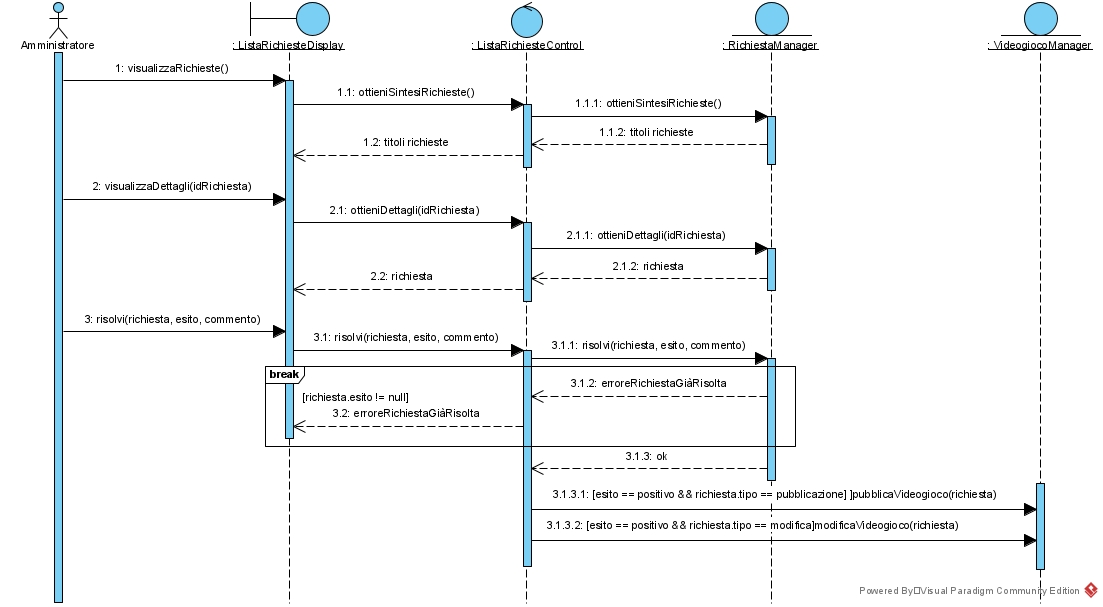 Amministratore
: ListaRichiesteDisplay
: ListaRichiesteControl
: RichiestaManager
: VideogiocoManager
1: visualizzaRichieste()
1.1: ottieniSintesiRichieste()
1.1.1: ottieniSintesiRichieste()
1.1.2: titoli richieste
1.2: titoli richieste
2: visualizzaDettagli(idRichiesta)
2.1: ottieniDettagli(idRichiesta)
2.1.1: ottieniDettagli(idRichiesta)
2.1.2: richiesta
2.2: richiesta
3: risolvi(richiesta, esito, commento)
3.1: risolvi(richiesta, esito, commento)
3.1.1: risolvi(richiesta, esito, commento)
break
3.1.2: erroreRichiestaGiàRisolta
[richiesta.esito != null]
3.2: erroreRichiestaGiàRisolta
3.1.3: ok
3.1.3.1: [esito == positivo && richiesta.tipo == pubblicazione] ]pubblicaVideogioco(richiesta)
3.1.3.2: [esito == positivo && richiesta.tipo == modifica]modificaVideogioco(richiesta)
Powered By Visual Paradigm Community Edition